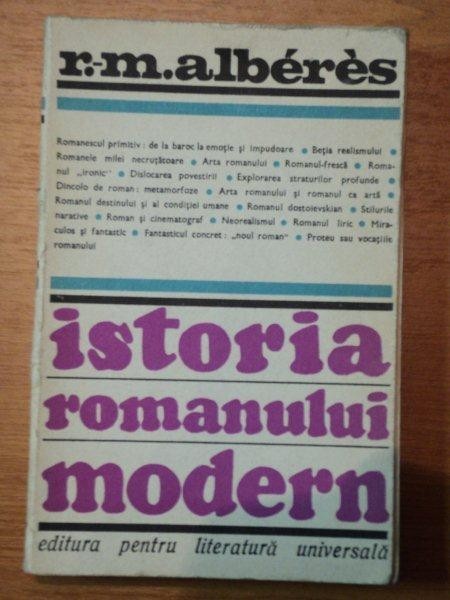 r.-m.albérès
Romanescul primitiv : de la baroc la emoție și impudoare ● Beția realismului ●
Romanele milei necruțătoare ● Arta romanului ● Romanul-frescă ● Roma-
nul „ironic" ● Dislocarea povestirii ● Explorarea straturilor profunde ●
Dincolo de roman : metamorfoze ● Arta romanului și romanul ca artă ●
Romanul destinului și al condiției umane ● Romanul dostoievskian ● Stilurile
narative ● Roman și cinematograf ● Neorealismul ● Romanul liric ● Mira-
culos și fantastic ● Fantasticul concret : „noul roman" ● Proteu sau vocațiile
romanului
istoria
romanului
modern
editura pentru literatură universală